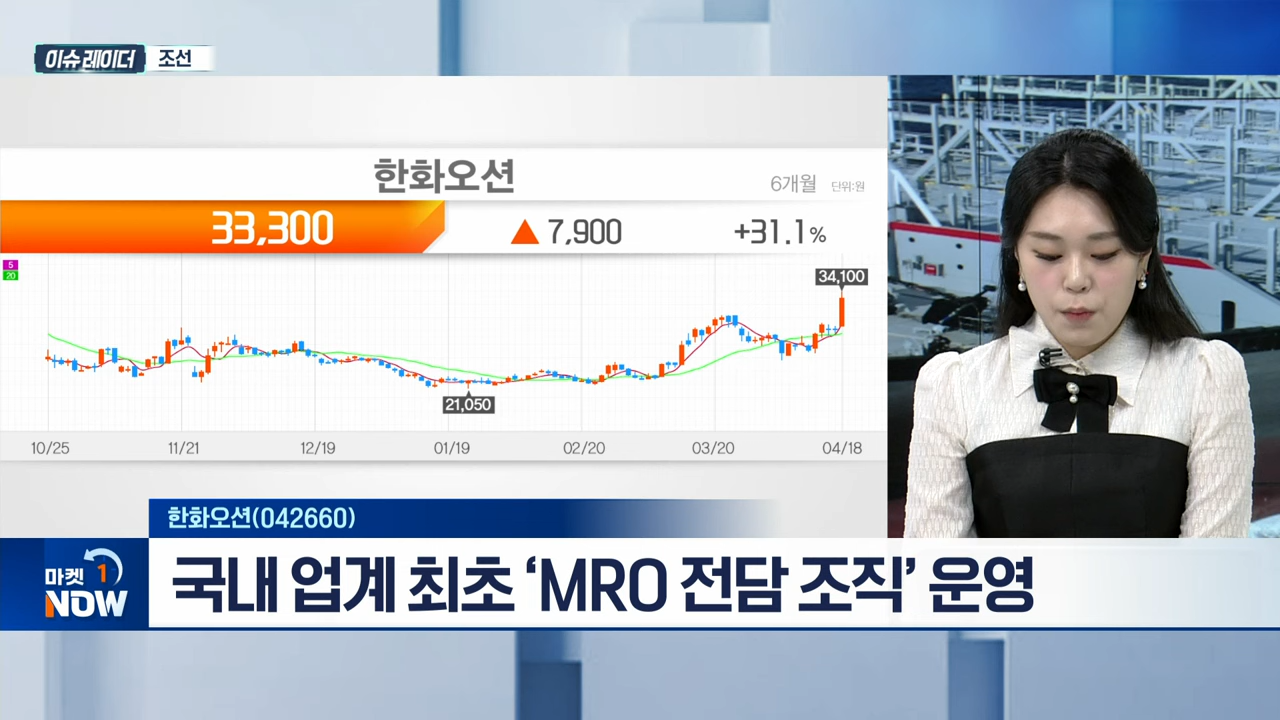 이슈레이더 조선
한화오션
6개월 단위:원
33,300 ▲ 7,900 +31.1%
5
20
34,100
21,050
10/25 11/21 12/19 01/19 02/20 03/20 04/18
한화오션(042660)
마켓 1
NOW
국내 업계 최초 ‘MRO 전담 조직’ 운영